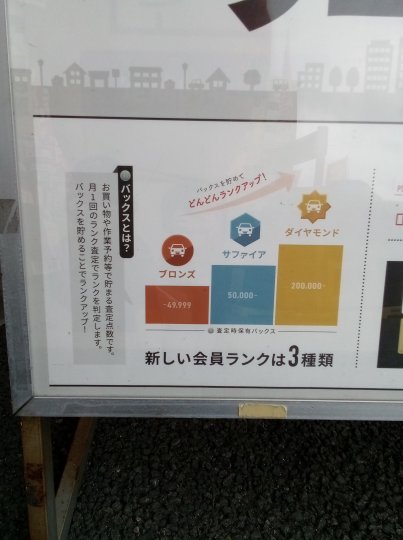 バックスとは？
お買い物や作業予約等で貯まる査定点数です。
月1回のランク査定でランクを判定します。
バックスを貯めることでランクアップ！
バックスを貯めて
どんどんランクアップ！
ブロンズ
サファイア
ダイヤモンド
-49,999
50,000-
200,000-
査定時保有バックス
新しい会員ランクは3種類